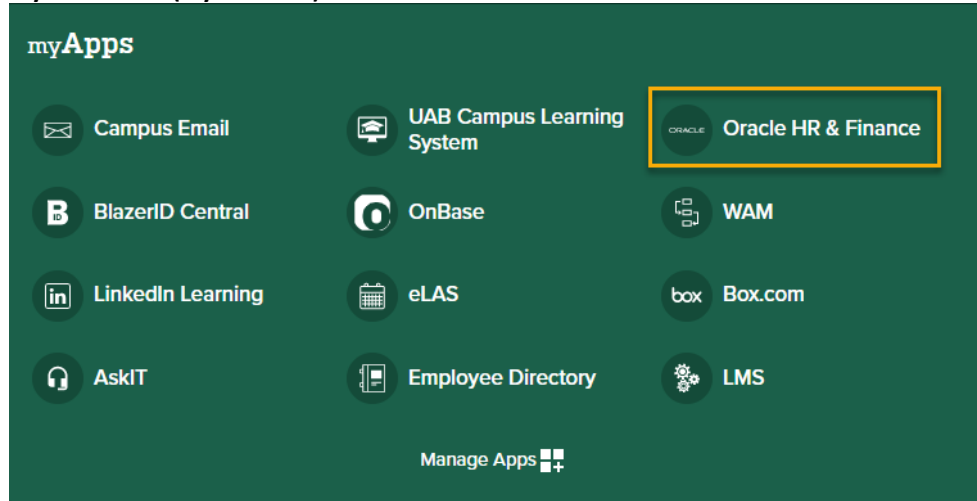 myApps
Campus Email
UAB Campus Learning
System
ORACLE Oracle HR & Finance
BlazerID Central
OnBase
WAM
in LinkedIn Learning
eLAS
box Box.com
AskIT
Employee Directory
LMS
Manage Apps